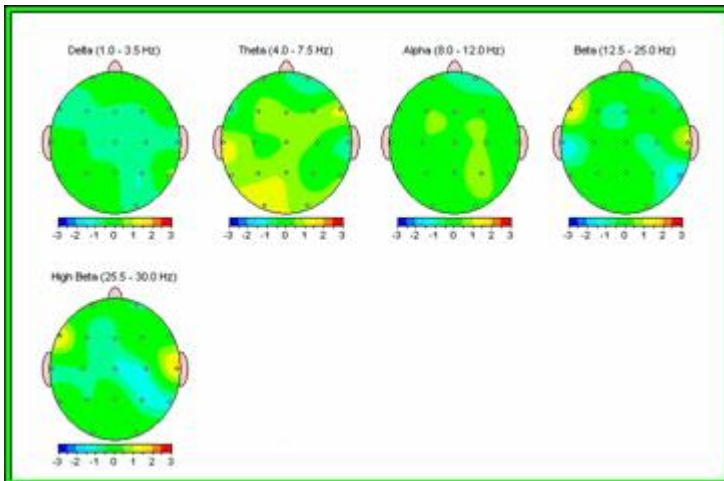 Delta (1.0 - 3.5 Hz)
Theta (4.0 - 7.5 Hz)
Alpha (8.0 - 12.0 Hz)
Beta (12.5 - 25.0 Hz)
-3 -2 -1 0 1 2 3
-3 -2 -1 0 1 2 3
-3 -2 -1 0 1 2 3
-3 -2 -1 0 1 2 3
High Beta (25.5 - 30.0 Hz)
-3 -2 -1 0 1 2 3